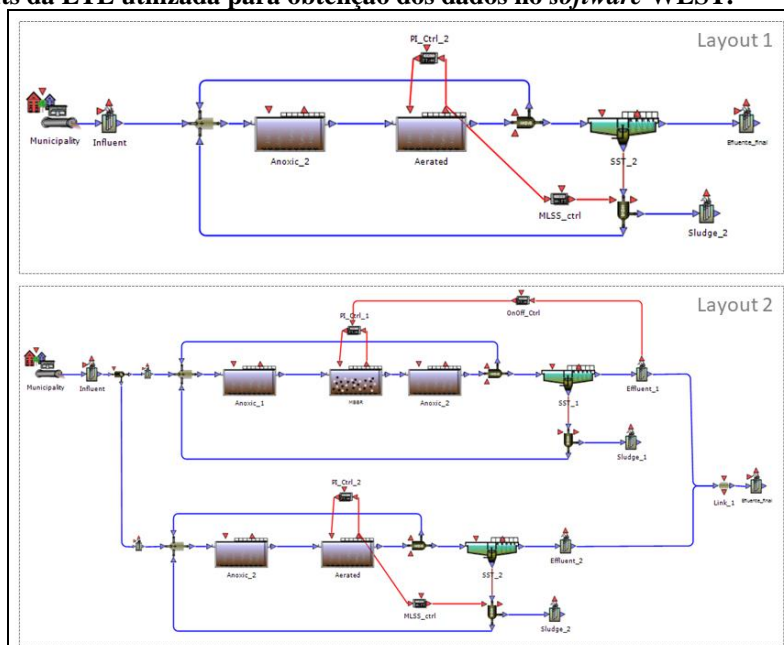 ts da ETE utilizada para obtenção dos dados no software WEST.
Layout 1
PI_Ctrl_2
Municipality
Influent
Anoxic_2
Aerated
SST_2
Efluente_final
MLSS_ctrl
Sludge_2
Layout 2
OnOff_Ctrl
PI_Ctrl_1
Municipality
Influent
Anoxic_1
MBBR
Anoxic_2
SST_1
Effluent_1
Sludge_1
Link_1
Efluente_final
PI_Ctrl_2
Anoxic_2
Aerated
SST_2
Effluent_2
MLSS_ctrl
Sludge_2